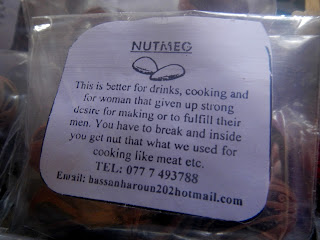 NUTMEG
This is better for drinks, cooking and
for woman that given up strong
desire for making or to fulfill their
men. You have to break and inside
you get nut that what we used for
cooking like meat etc.
TEL: 077 7 493788
Email: hassanharoun202hotmail.com